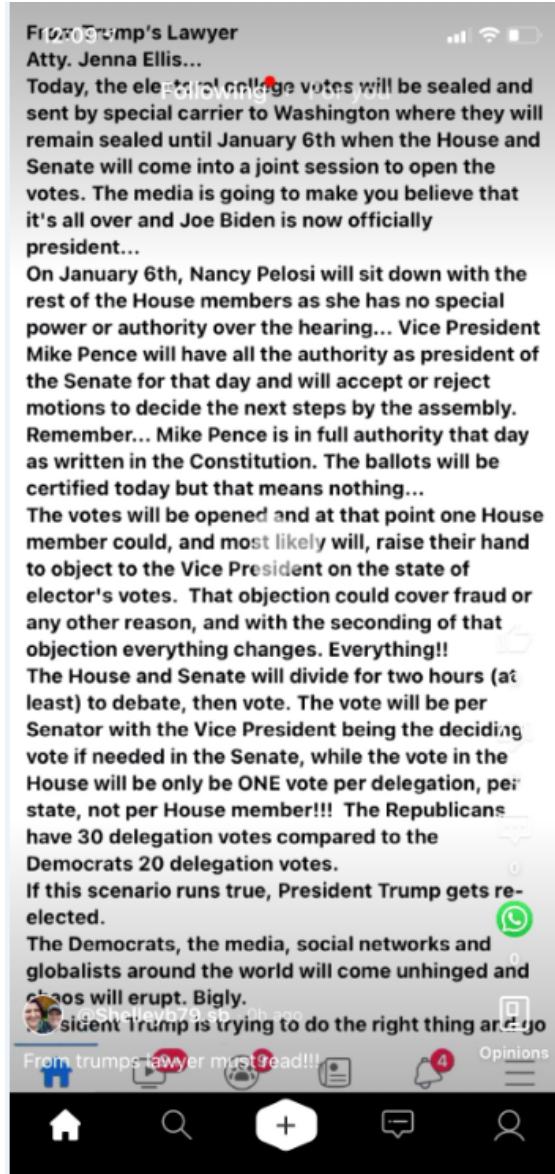 From Trump's Lawyer
12:09
Atty. Jenna Ellis...
Today, the electoral college votes will be sealed and
Following For you
sent by special carrier to Washington where they will
remain sealed until January 6th when the House and
Senate will come into a joint session to open the
votes. The media is going to make you believe that
it's all over and Joe Biden is now officially
president...
On January 6th, Nancy Pelosi will sit down with the
rest of the House members as she has no special
power or authority over the hearing... Vice President
Mike Pence will have all the authority as president of
the Senate for that day and will accept or reject
motions to decide the next steps by the assembly.
Remember... Mike Pence is in full authority that day
as written in the Constitution. The ballots will be
certified today but that means nothing...
The votes will be opened and at that point one House
member could, and most likely will, raise their hand
to object to the Vice President on the state of
elector's votes.  That objection could cover fraud or
any other reason, and with the seconding of that
objection everything changes. Everything!!
The House and Senate will divide for two hours (at
least) to debate, then vote. The vote will be per
Senator with the Vice President being the deciding
vote if needed in the Senate, while the vote in the
House will be only be ONE vote per delegation, per
state, not per House member!!!  The Republicans
have 30 delegation votes compared to the
0
Democrats 20 delegation votes.
If this scenario runs true, President Trump gets re-
elected.
The Democrats, the media, social networks and
0
globalists around the world will come unhinged and
chaos will erupt. Bigly.
@Shelleyb79.sb · 0h ago
President Trump is trying to do the right thing and go
Opinions
From trumps lawyer must read!!!
9+
9
4